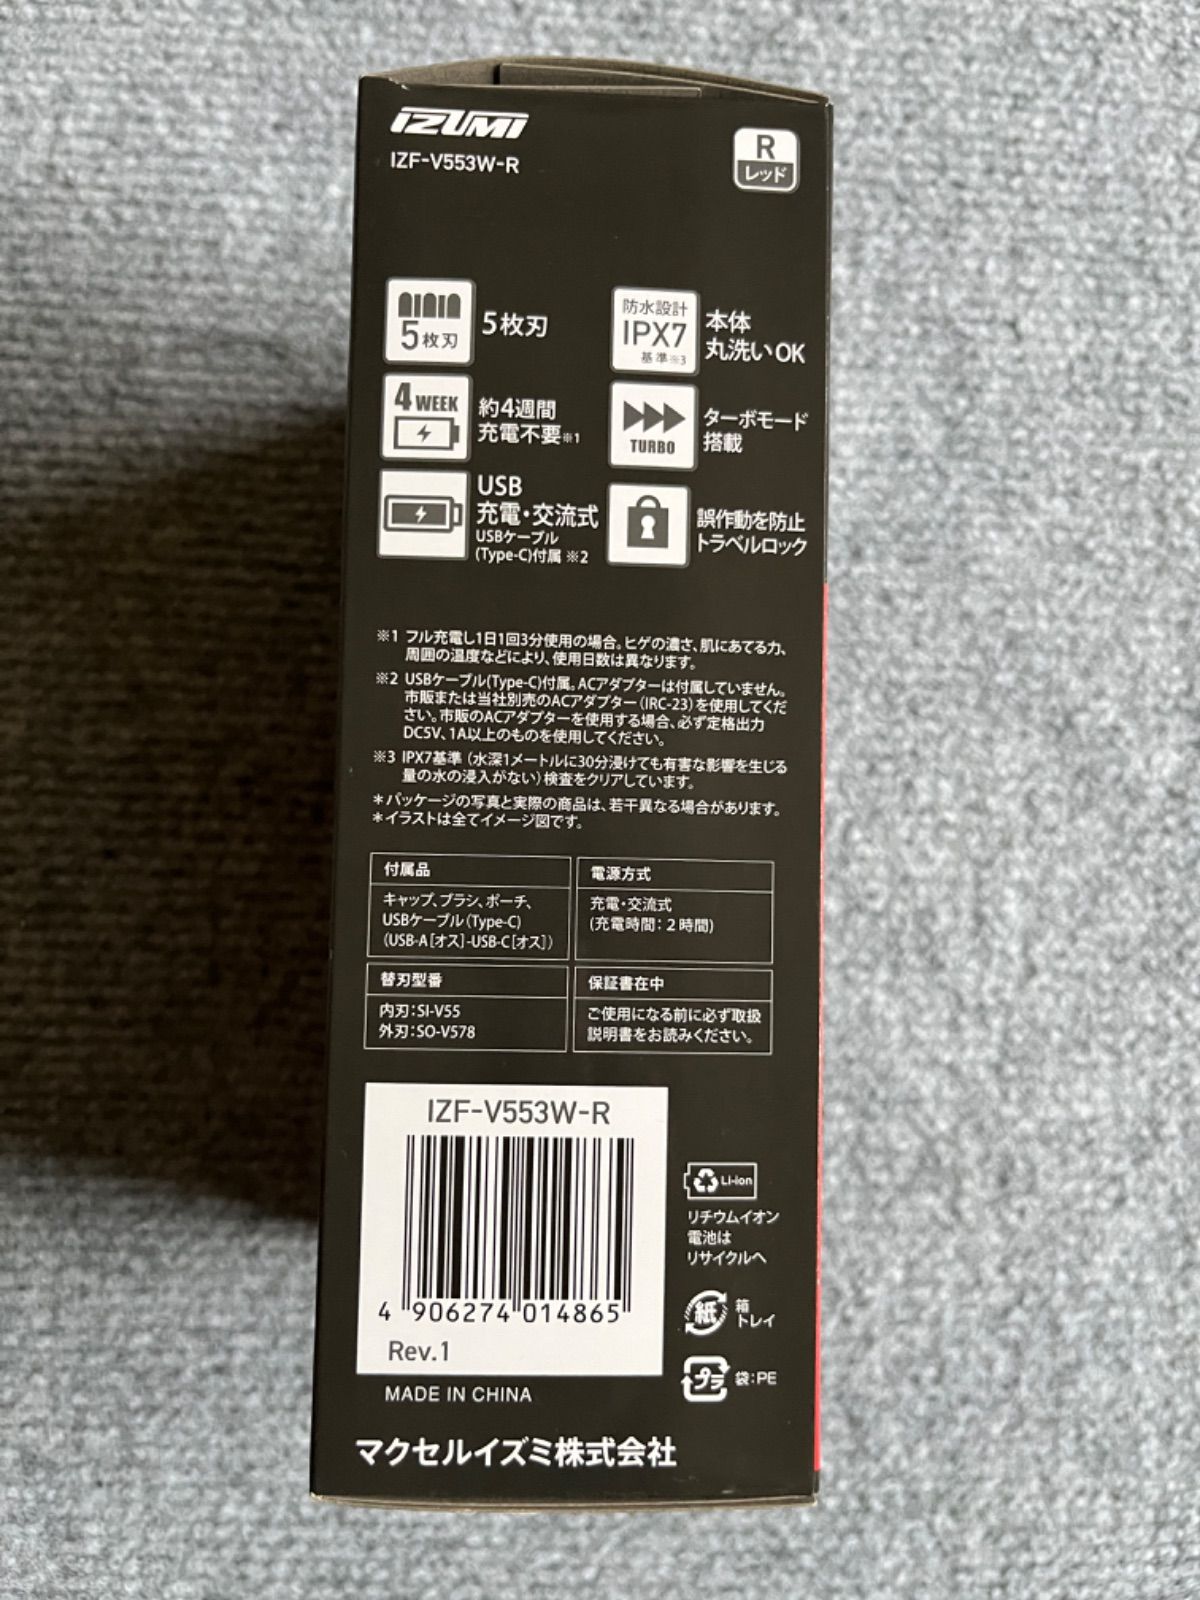 IZUMI
IZF-V553W-R
R
レッド
5枚刃
5枚刃
防水設計
IPX7
基準※3
本体
丸洗いOK
4 WEEK
約4週間
充電不要※1
TURBO
ターボモード
搭載
USB
充電・交流式
USBケーブル
(Type-C)付属 ※2
誤作動を防止
トラベルロック
※1 フル充電し1日1回3分使用の場合。ヒゲの濃さ、肌にあてる力、
周囲の温度などにより、使用日数は異なります。
※2 USBケーブル(Type-C)付属。ACアダプターは付属していません。
市販または当社別売のACアダプター(IRC-23)を使用してくだ
さい。市販のACアダプターを使用する場合、必ず定格出力
DC5V、1A以上のものを使用してください。
※3 IPX7基準(水深1メートルに30分浸けても有害な影響を生じる
量の水の浸入がない)検査をクリアしています。
＊パッケージの写真と実際の商品は、若干異なる場合があります。
＊イラストは全てイメージ図です。
付属品
キャップ、ブラシ、ポーチ、
USBケーブル(Type-C)
(USB-A[オス]-USB-C[オス])
電源方式
充電・交流式
(充電時間：2時間)
替刃型番
内刃：SI-V55
外刃：SO-V578
保証書在中
ご使用になる前に必ず取扱
説明書をお読みください。
IZF-V553W-R
4 906274 014865
Rev.1
MADE IN CHINA
Li-ion
リチウムイオン
電池は
リサイクルへ
紙
箱
トレイ
プラ
袋：PE
マクセルイズミ株式会社